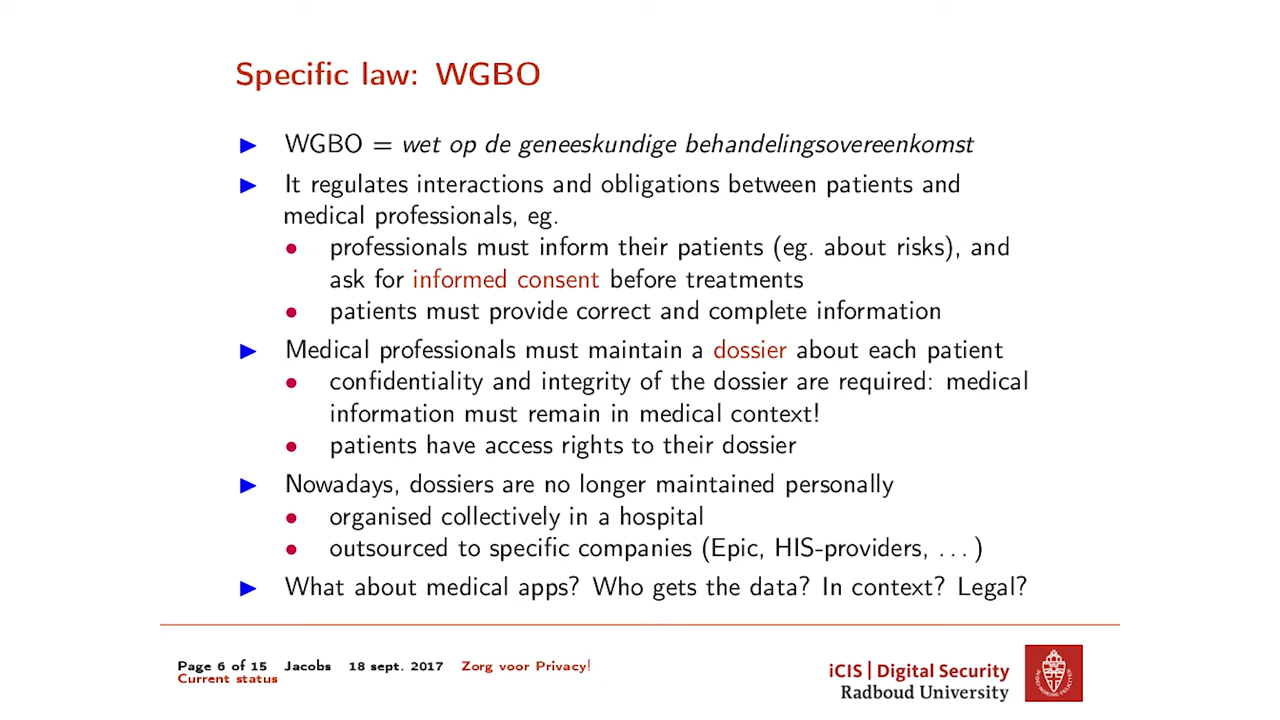 Specific law: WGBO
▶ WGBO = wet op de geneeskundige behandelingsovereenkomst
▶ It regulates interactions and obligations between patients and
medical professionals, eg.
• professionals must inform their patients (eg. about risks), and
ask for informed consent before treatments
• patients must provide correct and complete information
▶ Medical professionals must maintain a dossier about each patient
• confidentiality and integrity of the dossier are required: medical
information must remain in medical context!
• patients have access rights to their dossier
▶ Nowadays, dossiers are no longer maintained personally
• organised collectively in a hospital
• outsourced to specific companies (Epic, HIS-providers, . . . )
▶ What about medical apps? Who gets the data? In context? Legal?
Page 6 of 15 Jacobs 18 sept. 2017 Zorg voor Privacy!
Current status
iCIS | Digital Security
Radboud University